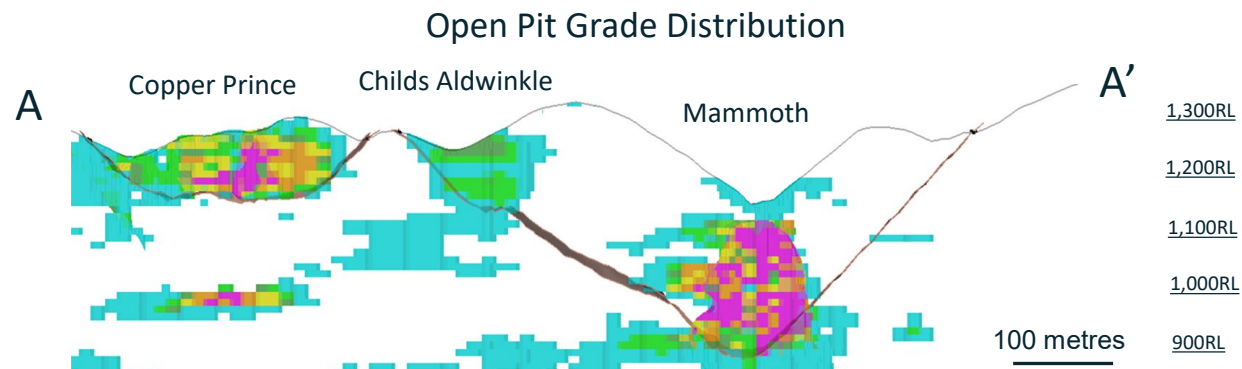 Open Pit Grade Distribution
Copper Prince
Childs Aldwinkle
Mammoth
A
A’
1,300RL
1,200RL
1,100RL
1,000RL
900RL
100 metres